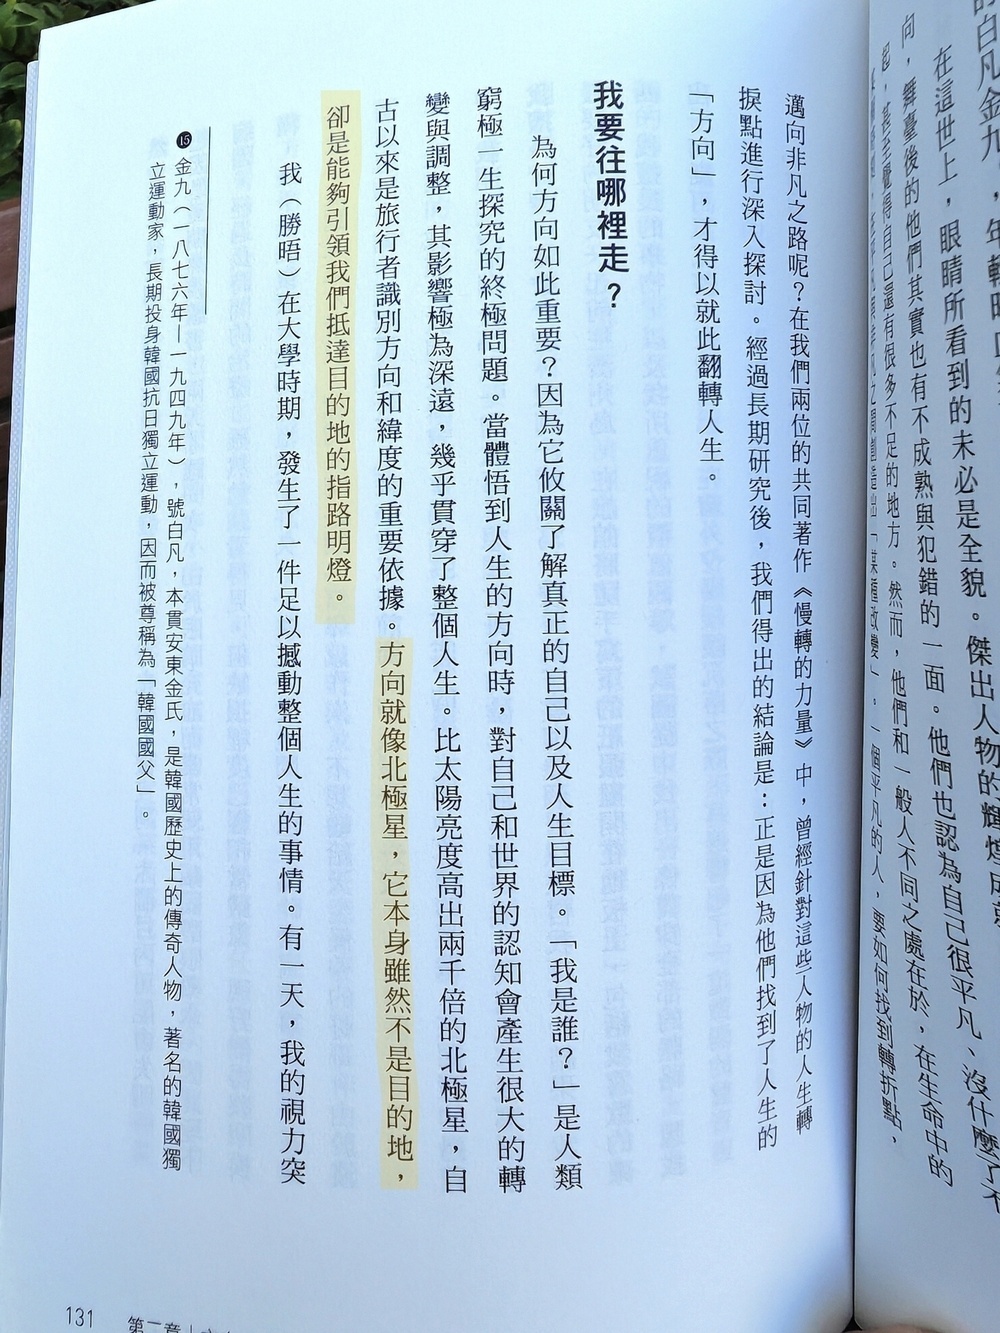 的白凡金九，年輕時
在這世上，眼睛所看到的未必是全貌。傑出人物的輝煌成就
向，舞臺後的他們其實也有不成熟與犯錯的一面。他們也認為自己很平凡、沒什麼了不
起，甚至覺得自己還有很多不足的地方。然而，他們和一般人不同之處在於，在生命中的
「某種改變」。一個平凡的人，要如何找到轉折點，
邁向非凡之路呢？在我們兩位的共同著作《慢轉的力量》中，曾經針對這些人物的人生轉
捩點進行深入探討。經過長期研究後，我們得出的結論是：正是因為他們找到了人生的
「方向」，才得以就此翻轉人生。
我要往哪裡走？
為何方向如此重要？因為它攸關了解真正的自己以及人生目標。「我是誰？」是人類
窮極一生探究的終極問題。當體悟到人生的方向時，對自己和世界的認知會產生很大的轉
變與調整，其影響極為深遠，幾乎貫穿了整個人生。比太陽亮度高出兩千倍的北極星，自
古以來是旅行者識別方向和緯度的重要依據。方向就像北極星，它本身雖然不是目的地，
卻是能夠引領我們抵達目的地的指路明燈。
我（勝晤）在大學時期，發生了一件足以撼動整個人生的事情。有一天，我的視力突
⓯ 金九（一八七六年—一九四九年），號白凡，本貫安東金氏，是韓國歷史上的傳奇人物，著名的韓國獨
立運動家，長期投身韓國抗日獨立運動，因而被尊稱為「韓國國父」。
131 第二章